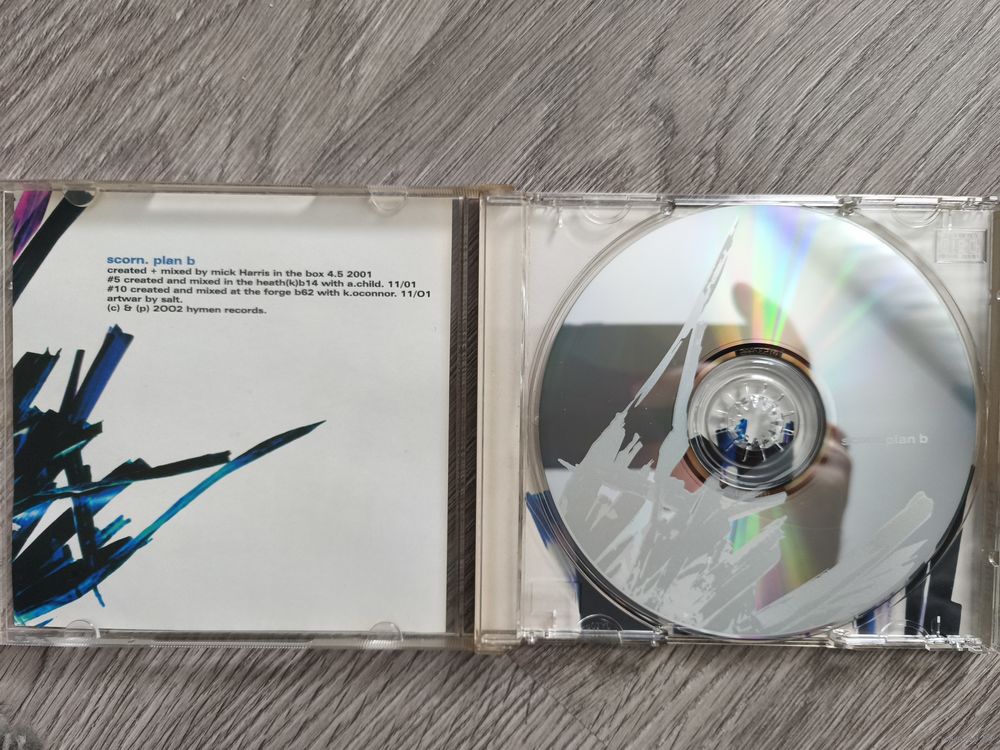 scorn. plan b
created + mixed by mick Harris in the box 4.5 2001
#5 created and mixed in the heath(k)b14 with a.child. 11/01
#10 created and mixed at the forge b62 with k.oconnor. 11/O1
artwar by salt.
(c) & (p) 2OO2 hymen records.
scorn. plan b